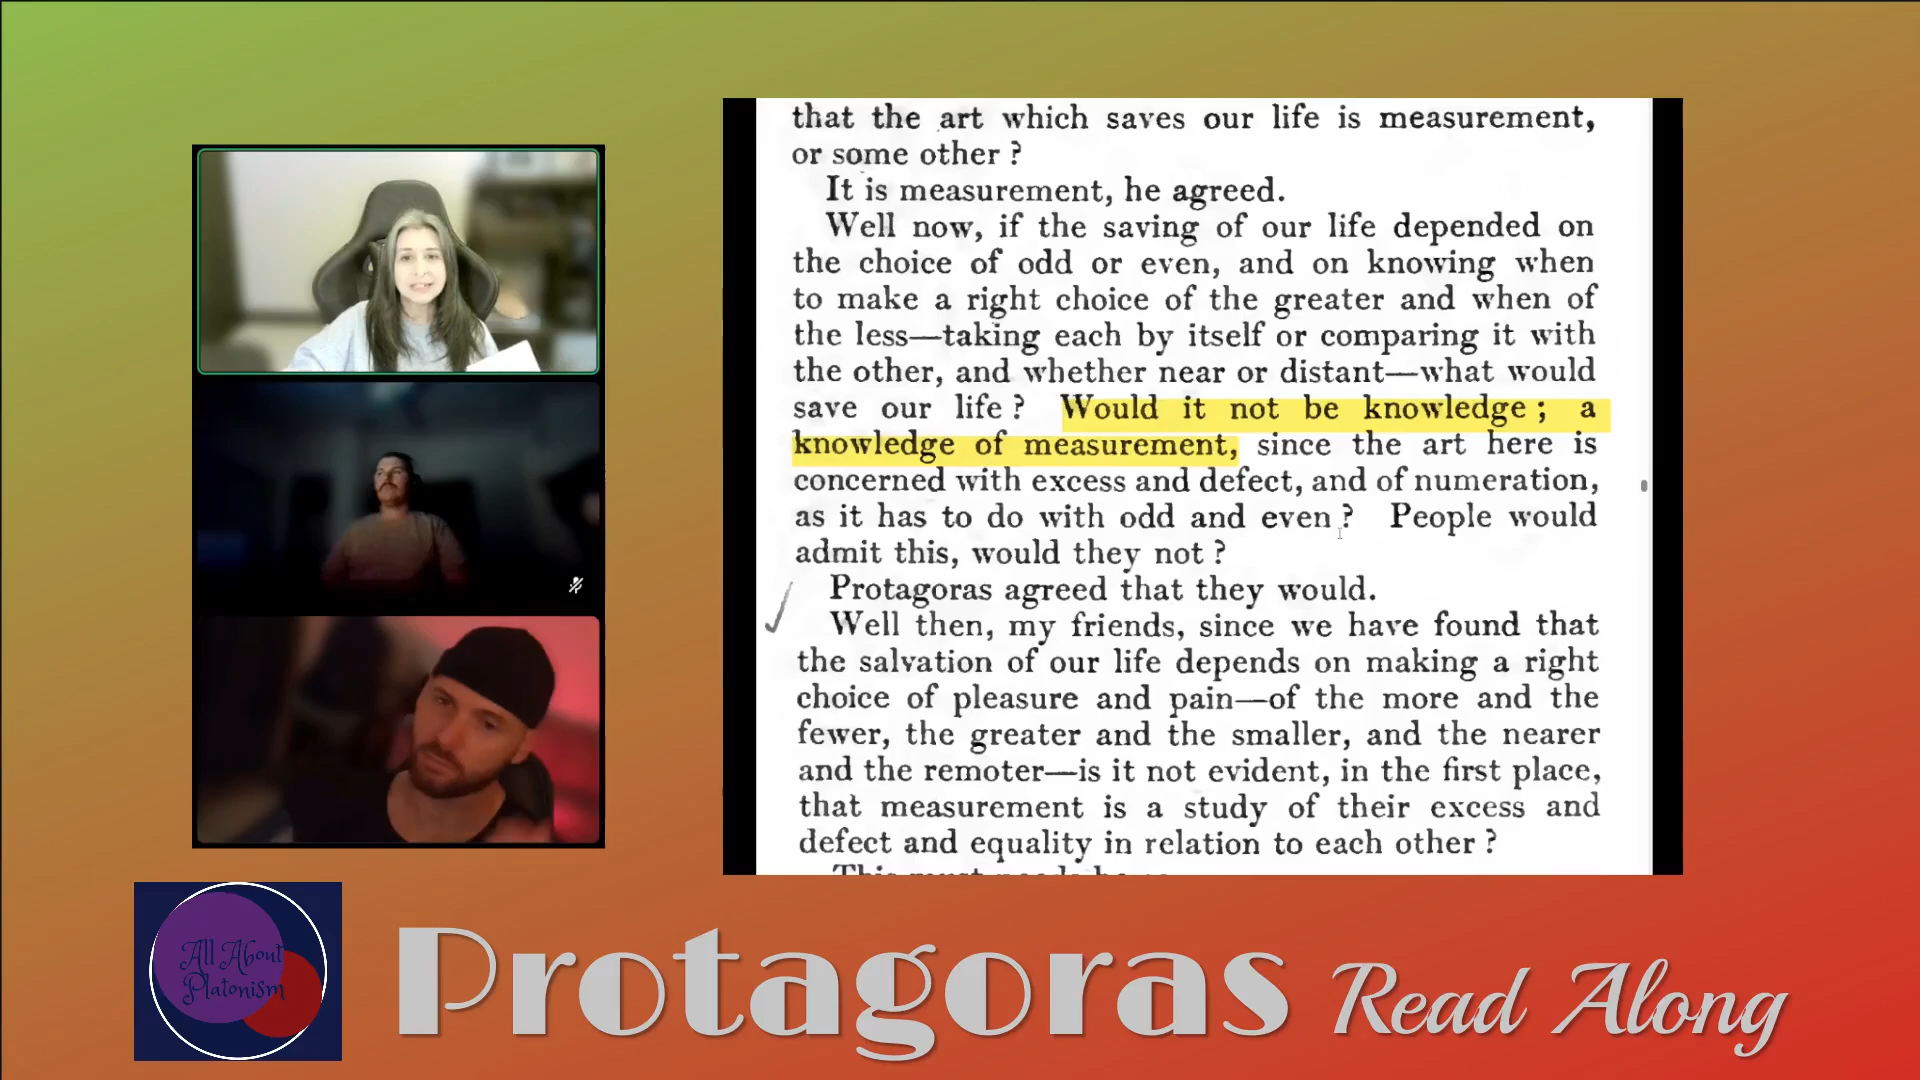 that the art which saves our life is measurement,
or some other ?
It is measurement, he agreed.
Well now, if the saving of our life depended on
the choice of odd or even, and on knowing when
to make a right choice of the greater and when of
the less—taking each by itself or comparing it with
the other, and whether near or distant—what would
save our life ? Would it not be knowledge ; a
knowledge of measurement, since the art here is
concerned with excess and defect, and of numeration,
as it has to do with odd and even ? People would
admit this, would they not ?
Protagoras agreed that they would.
Well then, my friends, since we have found that
the salvation of our life depends on making a right
choice of pleasure and pain—of the more and the
fewer, the greater and the smaller, and the nearer
and the remoter—is it not evident, in the first place,
that measurement is a study of their excess and
defect and equality in relation to each other ?
All About
Platonism
Protagoras Read Along